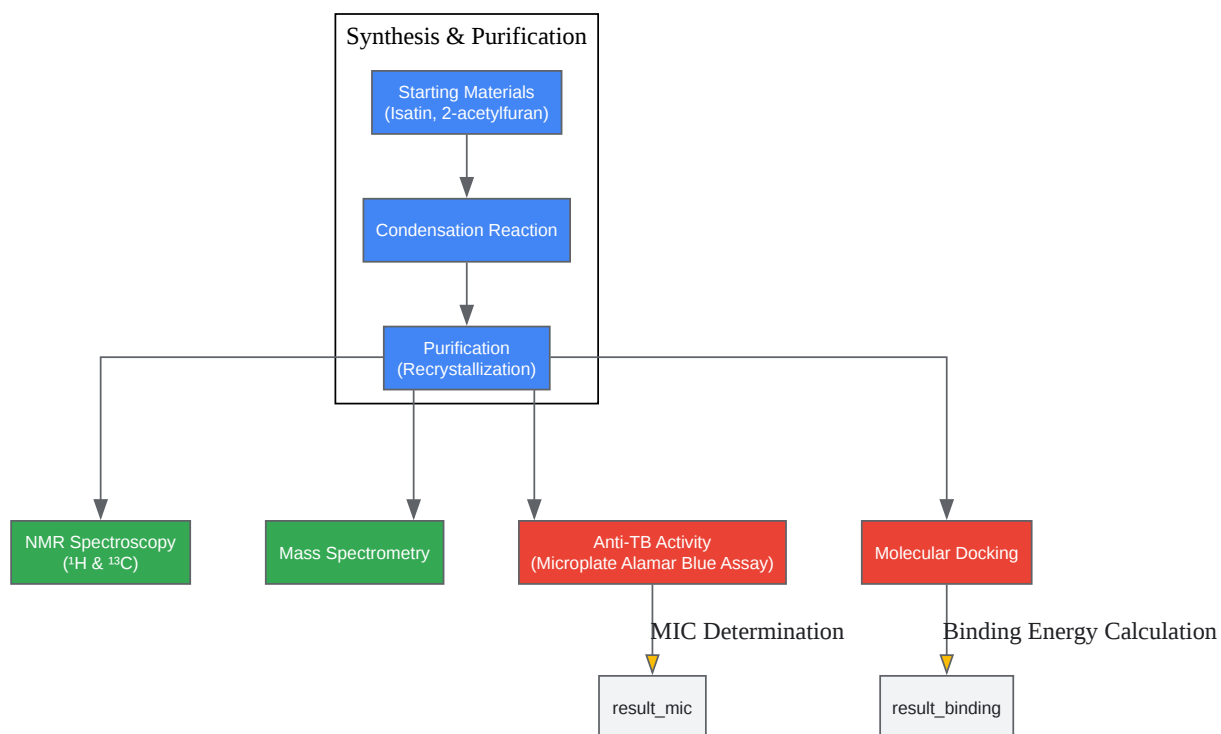 Synthesis & Purification
Starting Materials
(Isatin, 2-acetylfuran)
Condensation Reaction
Purification
(Recrystallization)
NMR Spectroscopy
(¹H & ¹³C)
Mass Spectrometry
Anti-TB Activity
(Microplate Alamar Blue Assay)
Molecular Docking
MIC Determination
Binding Energy Calculation
result_mic
result_binding